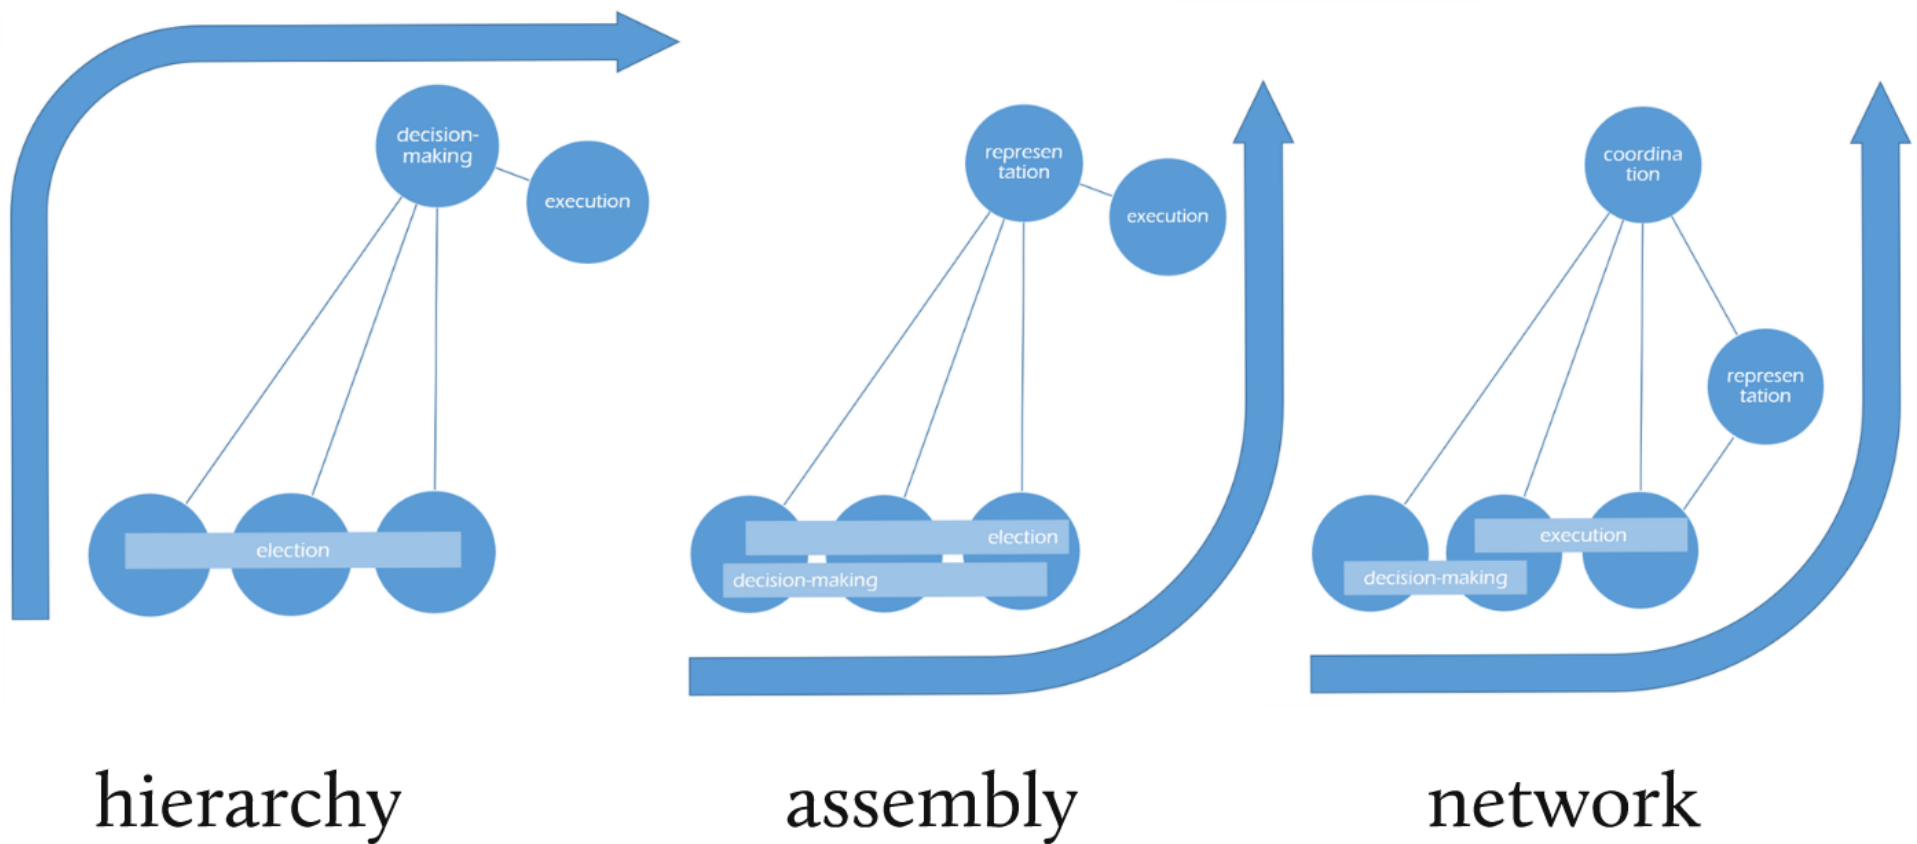 decision-
making
execution
election
hierarchy
represen
tation
execution
election
decision-making
assembly
coordina
tion
represen
tation
execution
decision-making
network